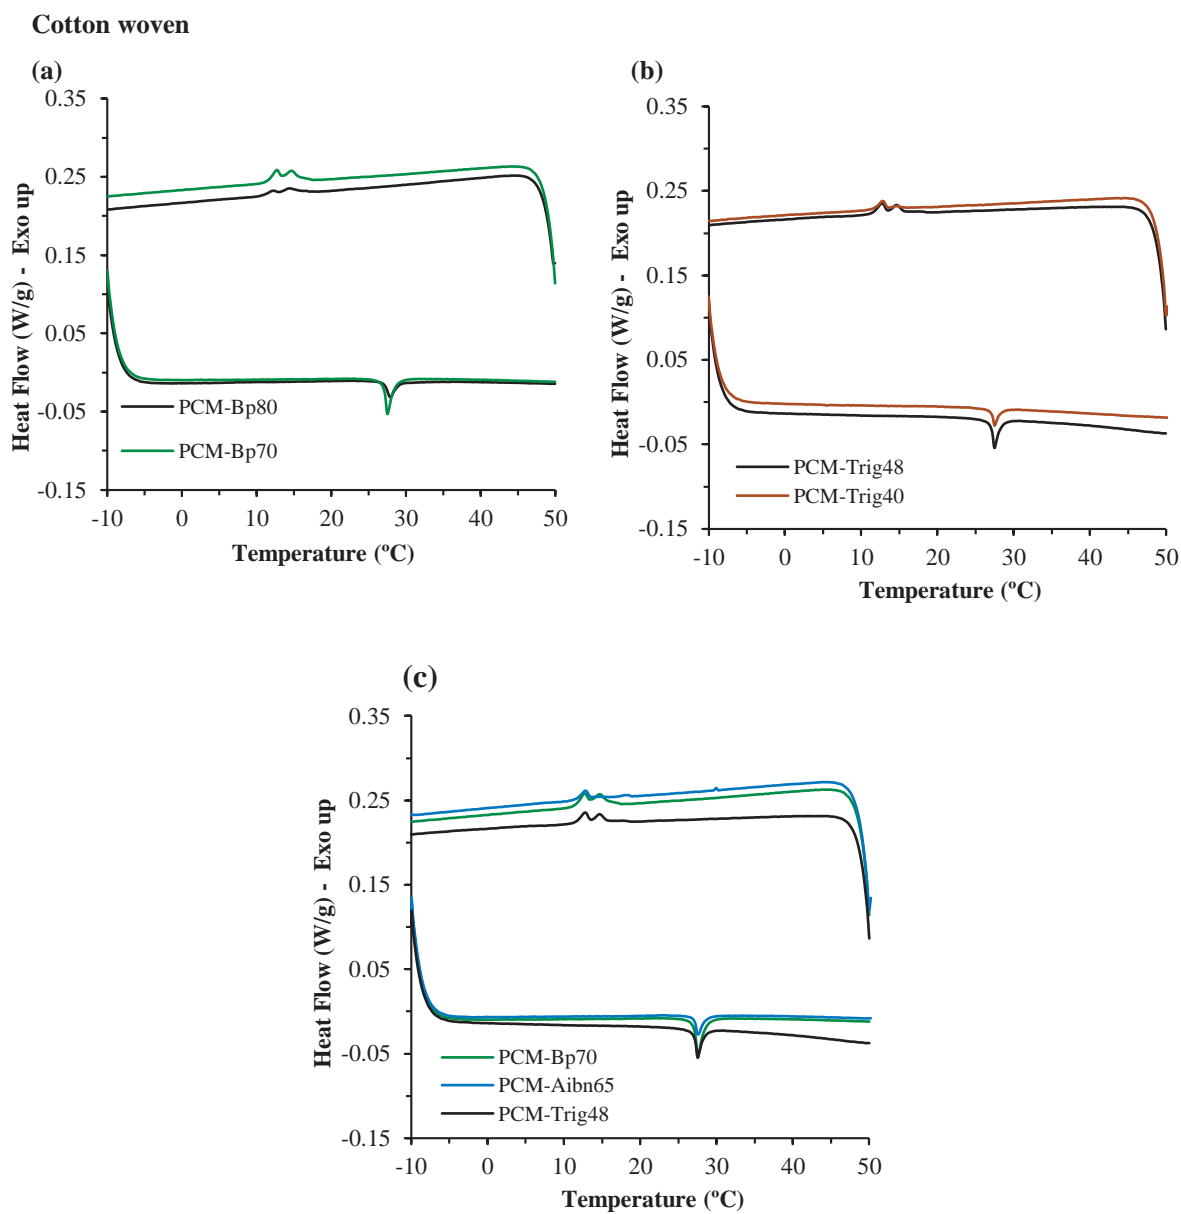 Cotton woven
(a)
0.35
0.25
0.15
0.05
-0.05
-0.15
Heat Flow (W/g) - Exo up
PCM-Bp80
PCM-Bp70
-10 0 10 20 30 40 50
Temperature (ºC)
(b)
0.35
0.25
0.15
0.05
-0.05
-0.15
Heat Flow (W/g) - Exo up
PCM-Trig48
PCM-Trig40
-10 0 10 20 30 40 50
Temperature (ºC)
(c)
0.35
0.25
0.15
0.05
-0.05
-0.15
Heat Flow (W/g) - Exo up
PCM-Bp70
PCM-Aibn65
PCM-Trig48
-10 0 10 20 30 40 50
Temperature (ºC)